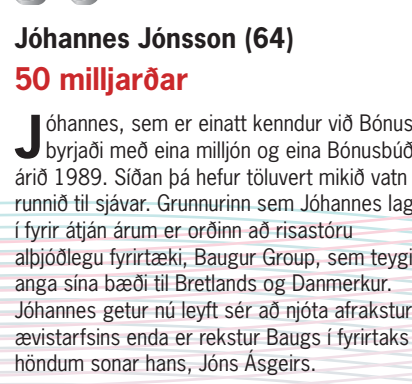 Jóhannes Jónsson (64)
50 milljarðar
Jóhannes, sem er einatt kenndur við Bónus
byrjaði með eina milljón og eina Bónusbúð
árið 1989. Síðan þá hefur töluvert mikið vatn
runnið til sjávar. Grunnurinn sem Jóhannes lag
í fyrir átján árum er orðinn að risastóru
alþjóðlegu fyrirtæki, Baugur Group, sem teygi
anga sína bæði til Bretlands og Danmerkur.
Jóhannes getur nú leyft sér að njóta afrakstur
ævistarfsins enda er rekstur Baugs í fyrirtaks
höndum sonar hans, Jóns Ásgeirs.